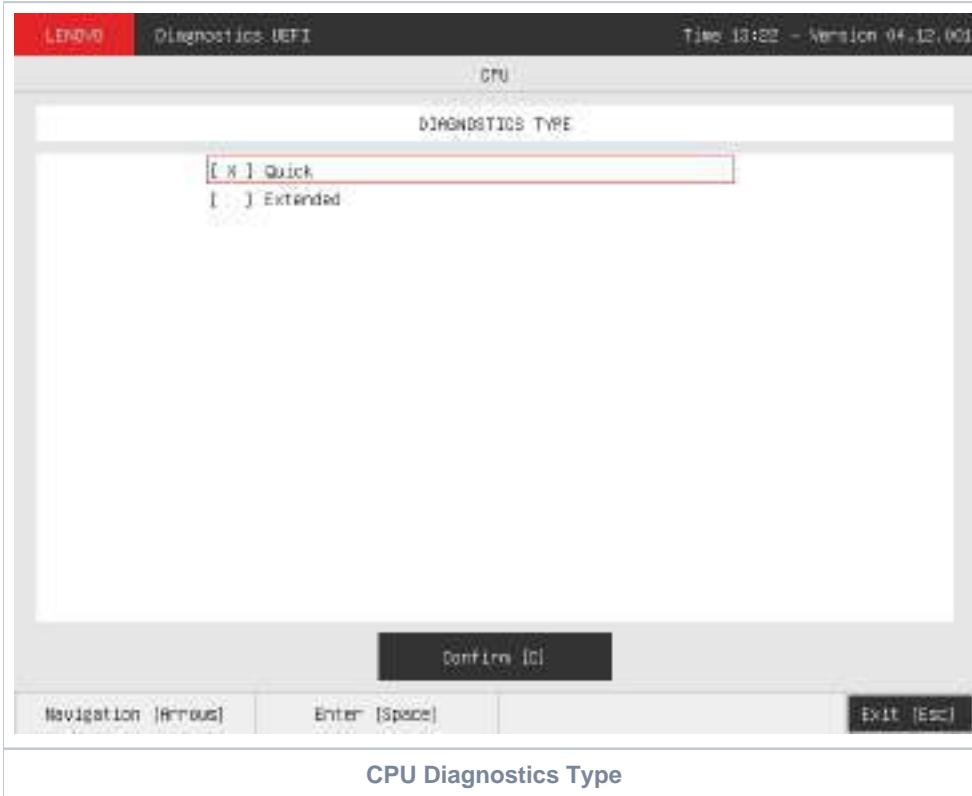 LENOVO Diagnostics UEFI Time 13:22 - Version 04.12.001
CPU
DIAGNOSTICS TYPE
[ X ] Quick
[   ] Extended
Confirm [C]
Navigation [Arrows] Enter [Space] Exit [Esc]
CPU Diagnostics Type